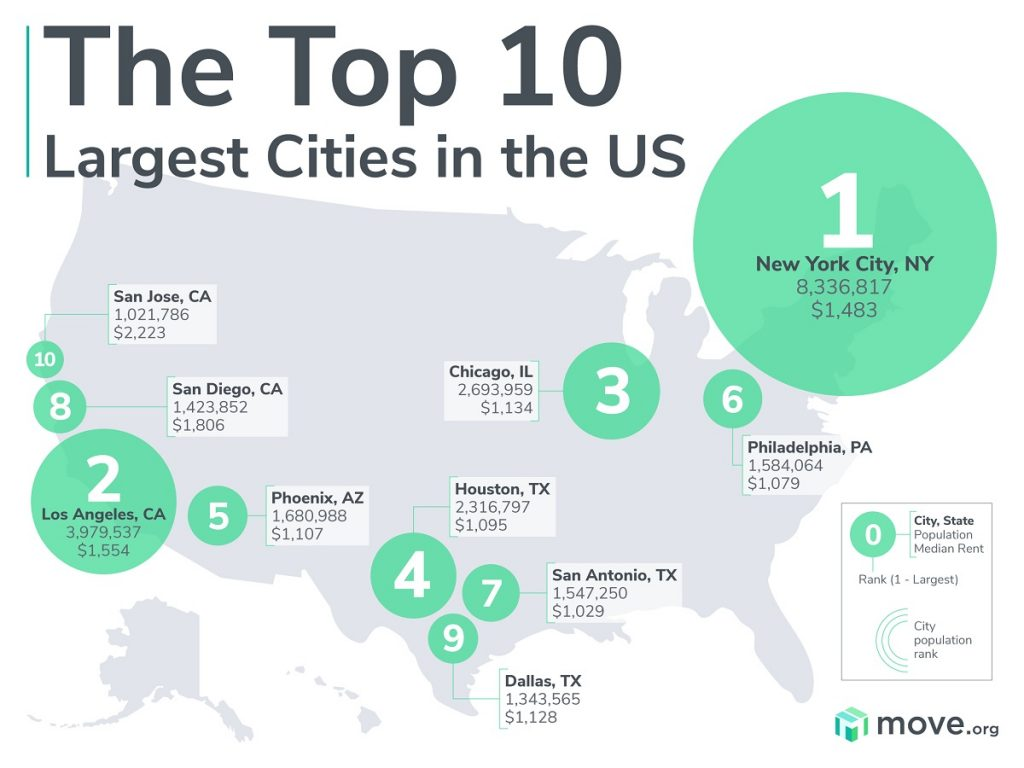 The Top 10
Largest Cities in the US
1
New York City, NY
8,336,817
$1,483
San Jose, CA
1,021,786
$2,223
10
San Diego, CA
1,423,852
$1,806
8
2
Los Angeles, CA
3,979,537
$1,554
5
Phoenix, AZ
1,680,988
$1,107
Chicago, IL
2,693,959
$1,134
3
6
Philadelphia, PA
1,584,064
$1,079
Houston, TX
2,316,797
$1,095
4
7
San Antonio, TX
1,547,250
$1,029
9
Dallas, TX
1,343,565
$1,128
0
City, State
Population
Median Rent
Rank (1 - Largest)
City
population
rank
move.org